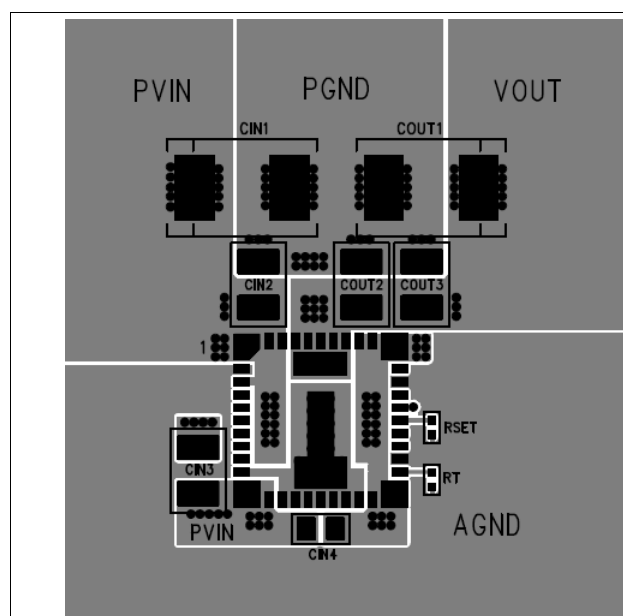 PVIN PGND VOUT
CIN1 COUT1
CIN2 COUT2 COUT3
1
RSET
CIN3 RT
PVIN AGND
CIN4